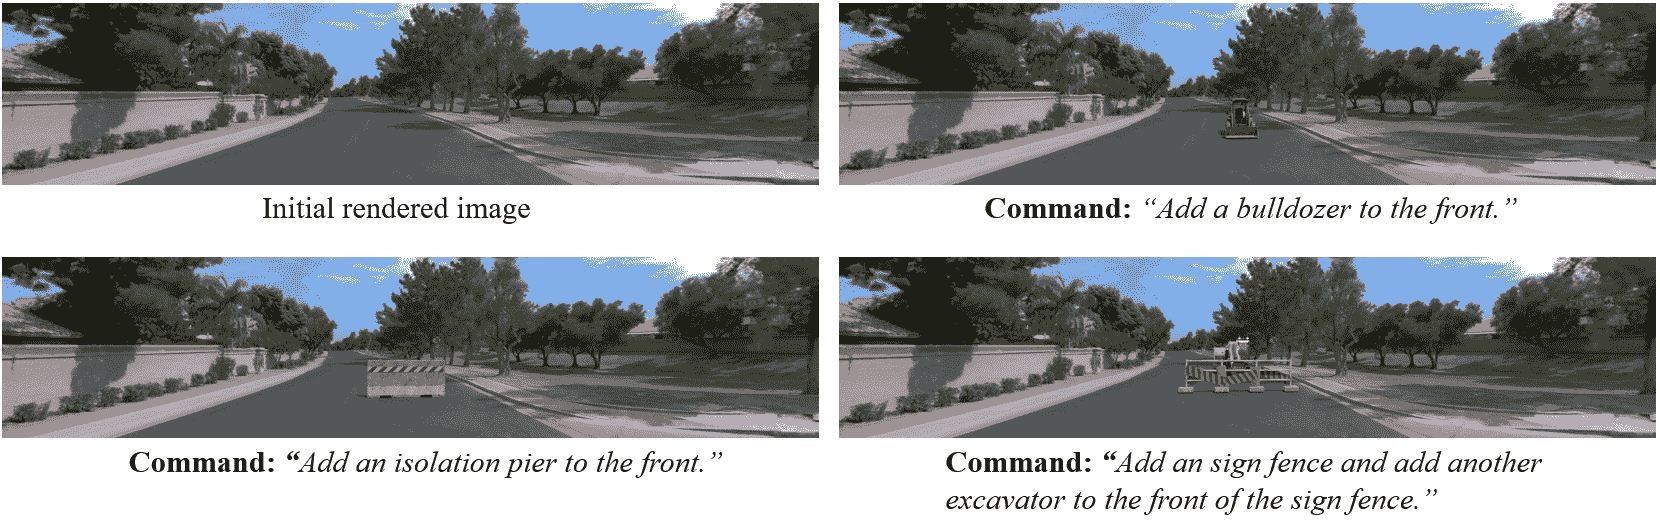 Initial rendered image
Command: “Add a bulldozer to the front.”
Command: “Add an isolation pier to the front.”
Command: “Add an sign fence and add another
excavator to the front of the sign fence.”